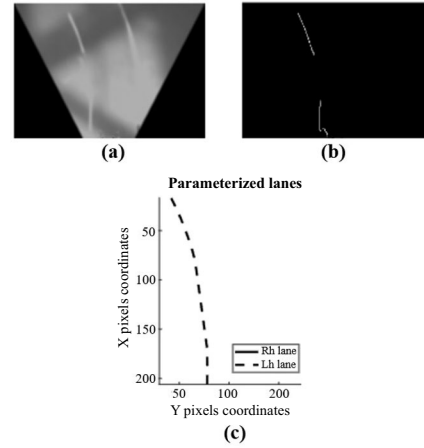 (a)
(b)
Parameterized lanes
X pixels coordinates
50
100
150
200
Rh lane
Lh lane
50
100
200
Y pixels coordinates
(c)